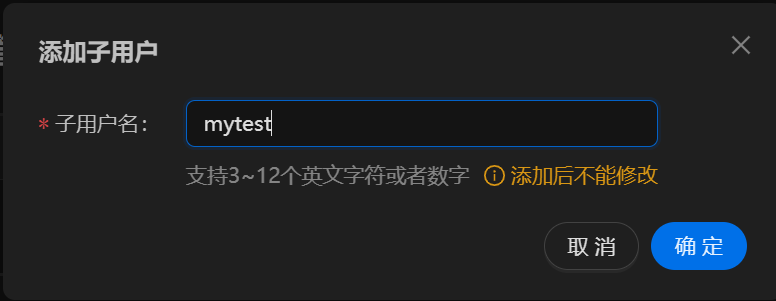 添加子用户
* 子用户名：
mytest
支持3~12个英文字符或者数字 添加后不能修改
取 消 确 定